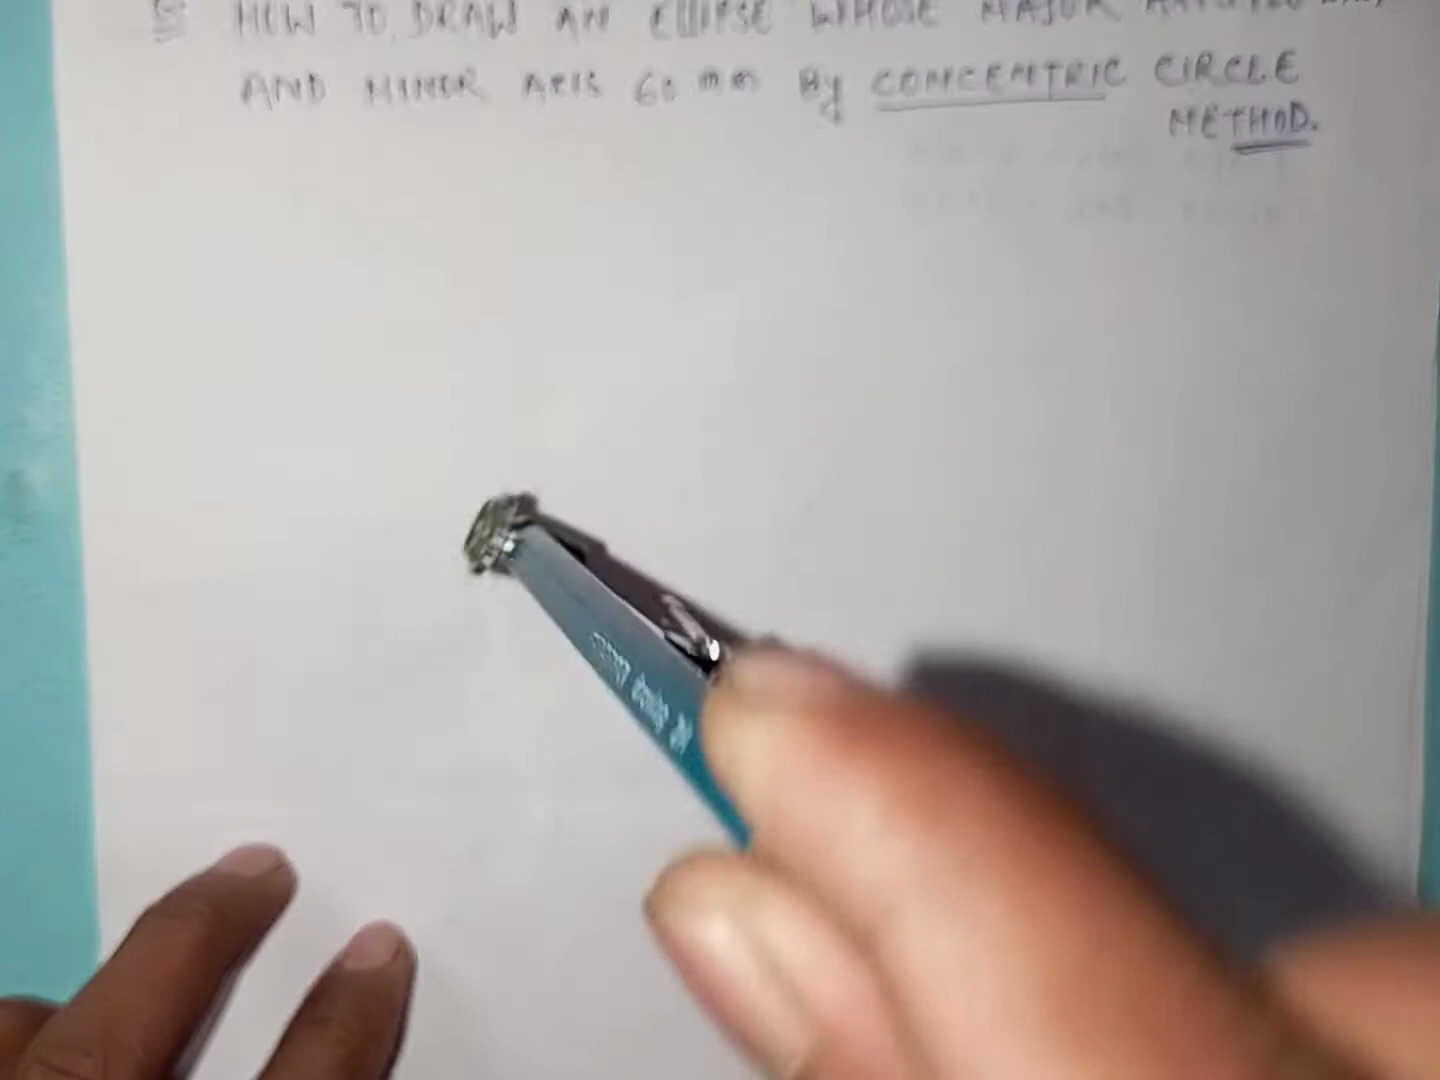 HOW TO DRAW AN ELLIPSE WHOSE MAJOR
AND MINOR AXIS 60 mm By CONCENTRIC CIRCLE
METHOD.